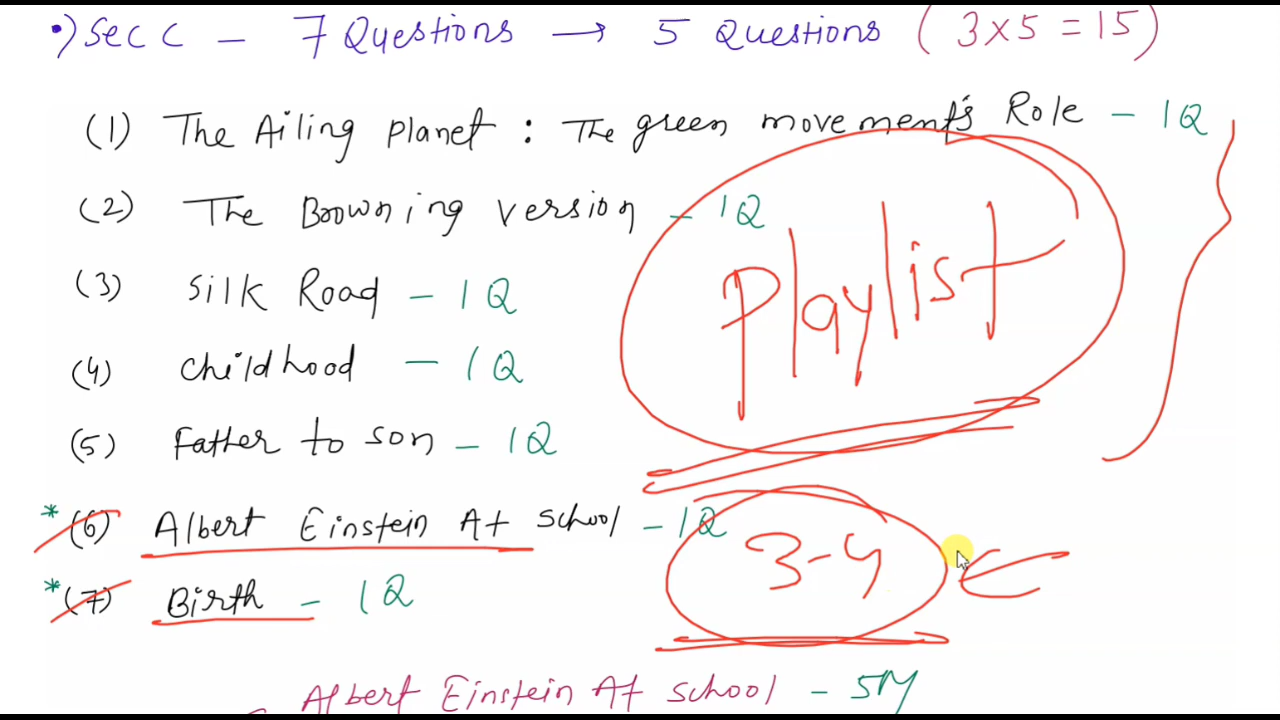 •) Sec C - 7 Questions → 5 Questions (3×5=15)
(1) The Ailing Planet : The green movement's Role - 1Q
(2) The Browning version - 1Q
(3) Silk Road - 1Q
(4) childhood - 1Q
(5) Father to son - 1Q
Playlist
*(6) Albert Einstein At school - 1Q
3-4
*(7) Birth - 1Q
Albert Einstein At school - 5M